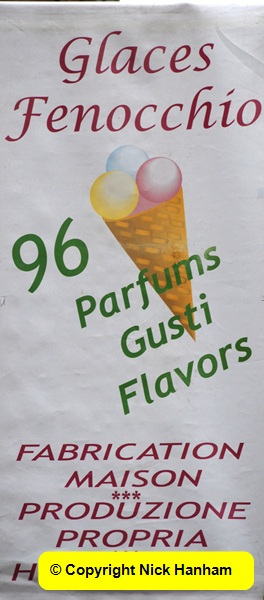 Glaces
Fenocchio
96
Parfums
Gusti
Flavors
FABRICATION
MAISON
***
PRODUZIONE
PROPRIA
H
© Copyright Nick Hanham